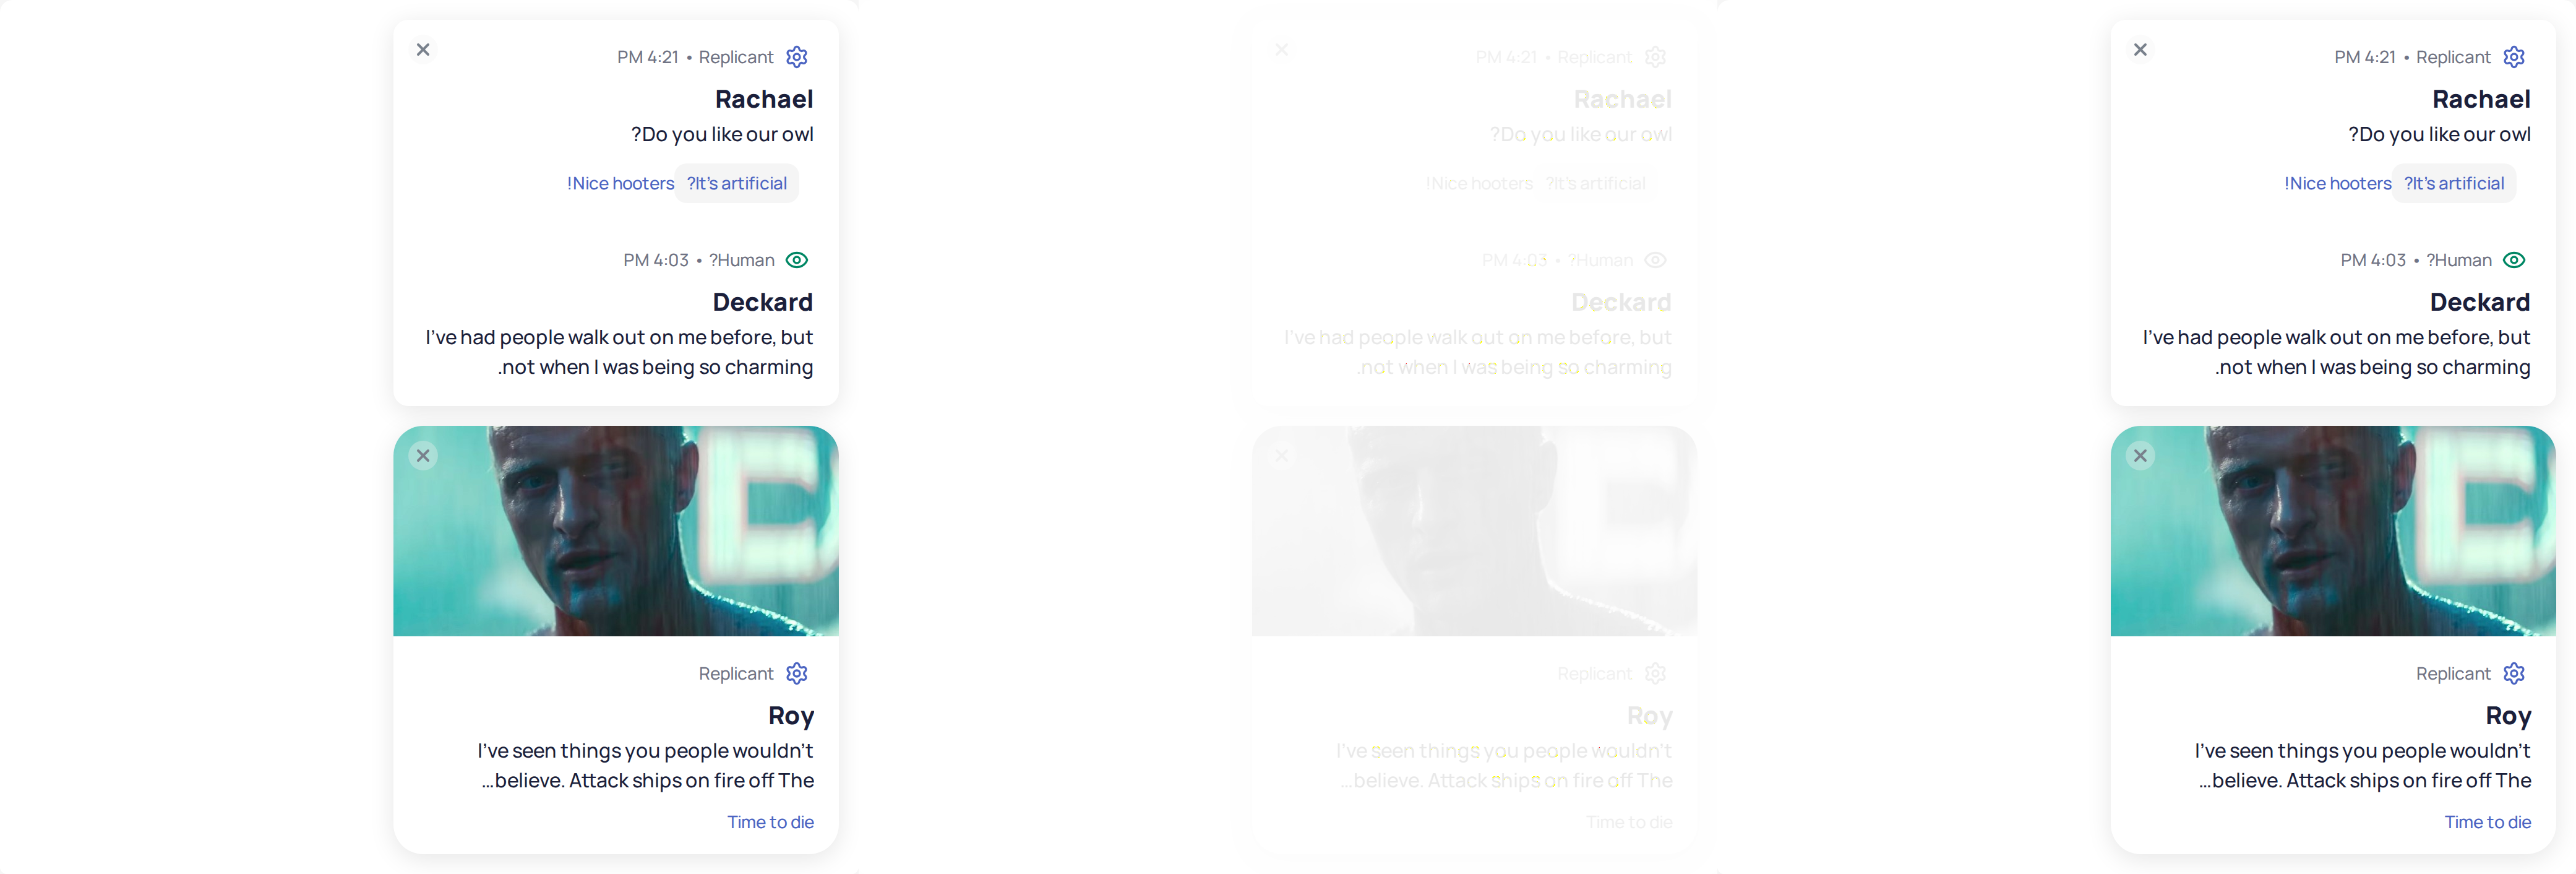 PM 4:21 • Replicant
Rachael
?Do you like our owl
!Nice hooters ?It's artificial
PM 4:03 • ?Human
Deckard
I've had people walk out on me before, but
.not when I was being so charming
Replicant
Roy
I've seen things you people wouldn't
...believe. Attack ships on fire off The
Time to die
PM 4:21 • Replicant
Rachael
?Do you like our owl
!Nice hooters ?It's artificial
PM 4:03 • ?Human
Deckard
I've had people walk out on me before, but
.not when I was being so charming
Replicant
Roy
I've seen things you people wouldn't
...believe. Attack ships on fire off The
Time to die
PM 4:21 • Replicant
Rachael
?Do you like our owl
!Nice hooters ?It's artificial
PM 4:03 • ?Human
Deckard
I've had people walk out on me before, but
.not when I was being so charming
Replicant
Roy
I've seen things you people wouldn't
...believe. Attack ships on fire off The
Time to die